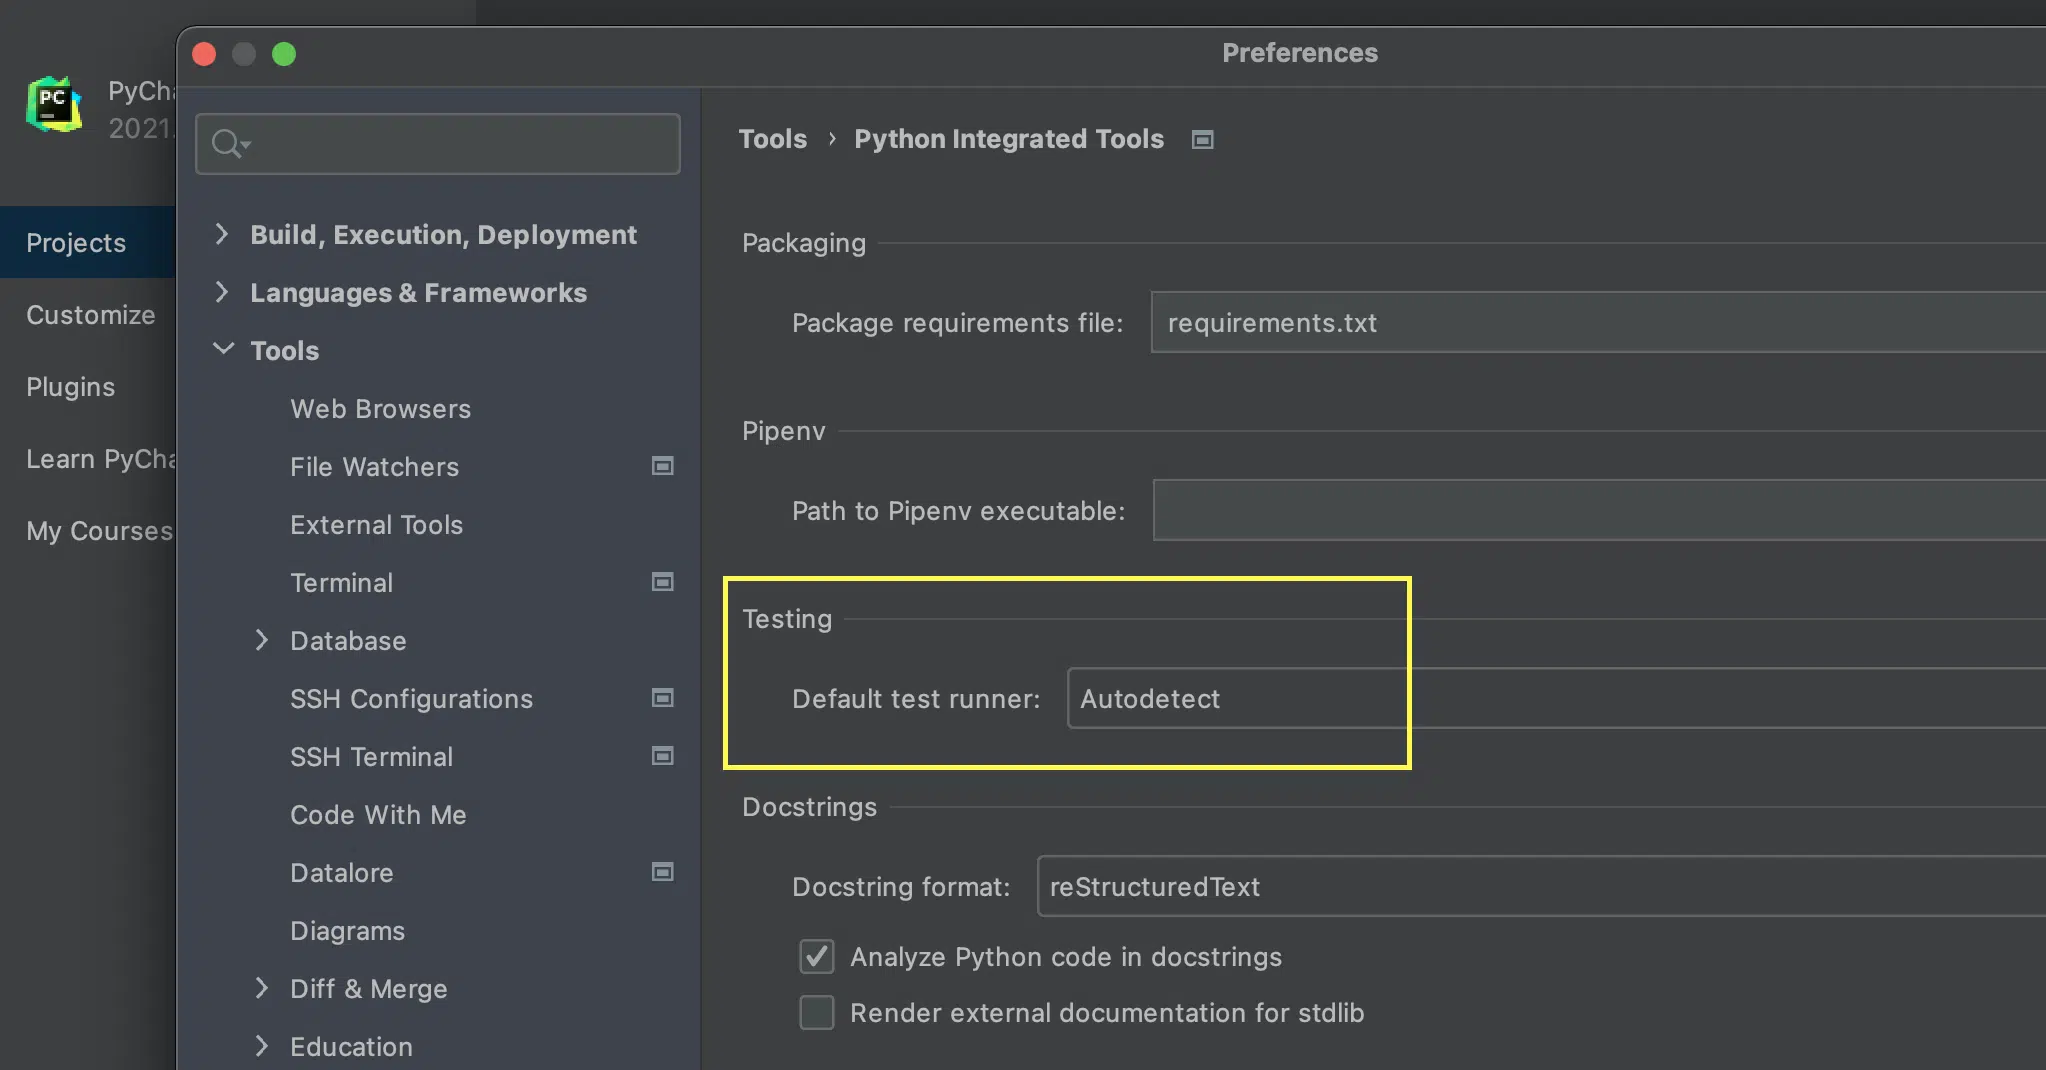 Preferences
PC
PyCha
2021.
Projects
Customize
Plugins
Learn PyCha
My Courses
Build, Execution, Deployment
Languages & Frameworks
Tools
Web Browsers
File Watchers
External Tools
Terminal
Database
SSH Configurations
SSH Terminal
Code With Me
Datalore
Diagrams
Diff & Merge
Education
Tools › Python Integrated Tools
Packaging
Package requirements file: requirements.txt
Pipenv
Path to Pipenv executable:
Testing
Default test runner: Autodetect
Docstrings
Docstring format: reStructuredText
Analyze Python code in docstrings
Render external documentation for stdlib